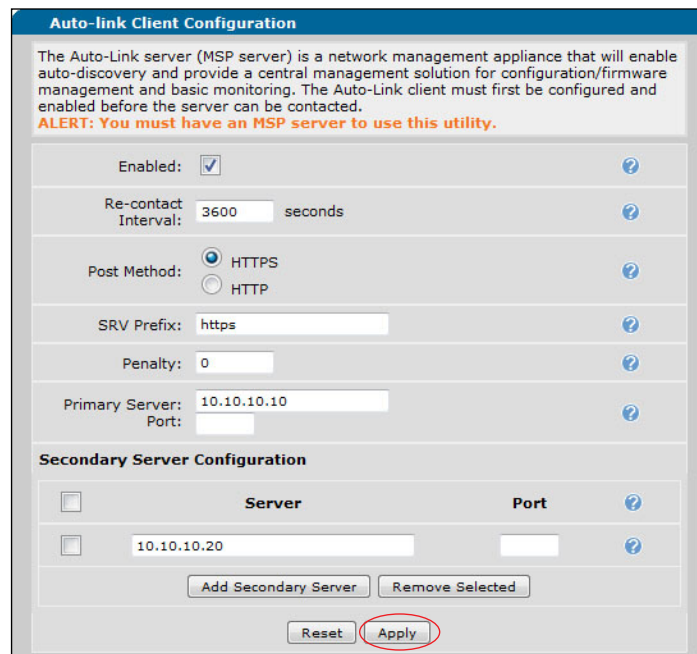 Auto-link Client Configuration
The Auto-Link server (MSP server) is a network management appliance that will enable
auto-discovery and provide a central management solution for configuration/firmware
management and basic monitoring. The Auto-Link client must first be configured and
enabled before the server can be contacted.
ALERT: You must have an MSP server to use this utility.
Enabled: ?
Re-contact
Interval: 3600 seconds ?
Post Method: HTTPS ?
HTTP
SRV Prefix: https ?
Penalty: 0 ?
Primary Server: 10.10.10.10
Port: ?
Secondary Server Configuration
Server Port ?
10.10.10.20 ?
Add Secondary Server Remove Selected
Reset Apply